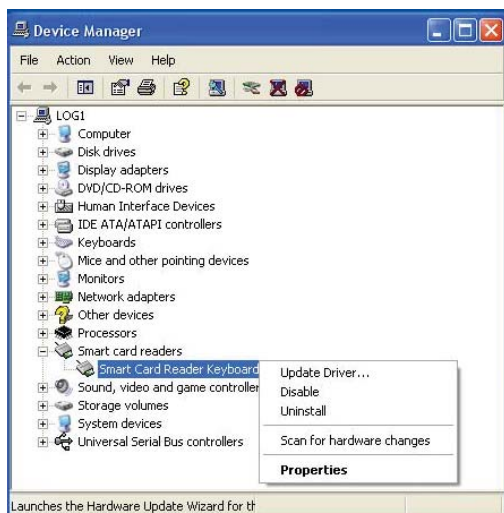 Device Manager
File Action View Help
LOG1
Computer
Disk drives
Display adapters
DVD/CD-ROM drives
Human Interface Devices
IDE ATA/ATAPI controllers
Keyboards
Mice and other pointing devices
Monitors
Network adapters
Other devices
Processors
Smart card readers
Smart Card Reader Keyboard
Sound, video and game controller
Storage volumes
System devices
Universal Serial Bus controllers
Update Driver...
Disable
Uninstall
Scan for hardware changes
Properties
Launches the Hardware Update Wizard for th